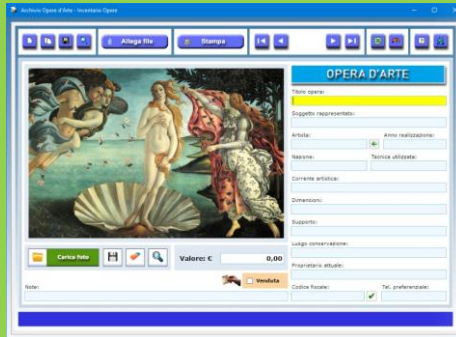 Archivio Opere d'Arte - Inventario Opere
Allega file
Stampa
OPERA D'ARTE
Titolo opera:
Soggetto rappresentato:
Artista:
Anno realizzazione:
Nazione:
Tecnica utilizzata:
Corrente artistica:
Dimensioni:
Supporto:
Luogo conservazione:
Carica foto
Valore: €
0,00
Proprietario attuale:
Venduta
Note:
Codice fiscale:
Tel. preferenziale: